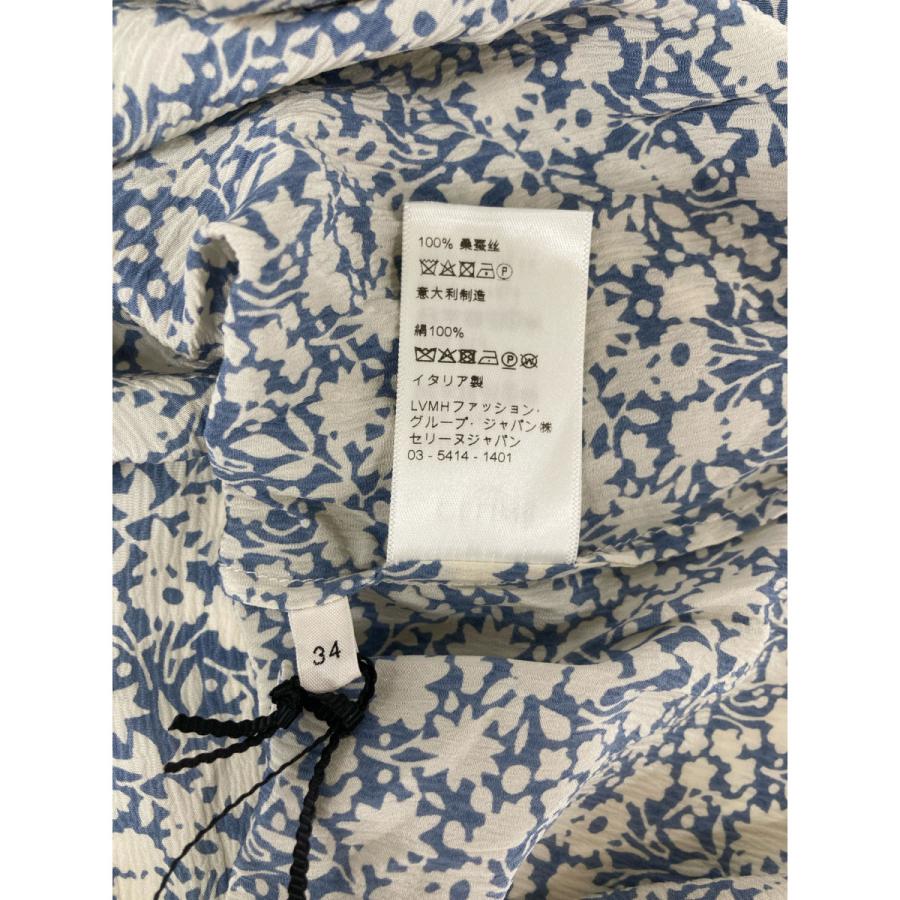 100% 桑蚕丝
P
意大利制造
絹100%
P W
イタリア製
LVMHファッション・
グループ・ジャパン㈱
セリーヌジャパン
03 - 5414 - 1401
34